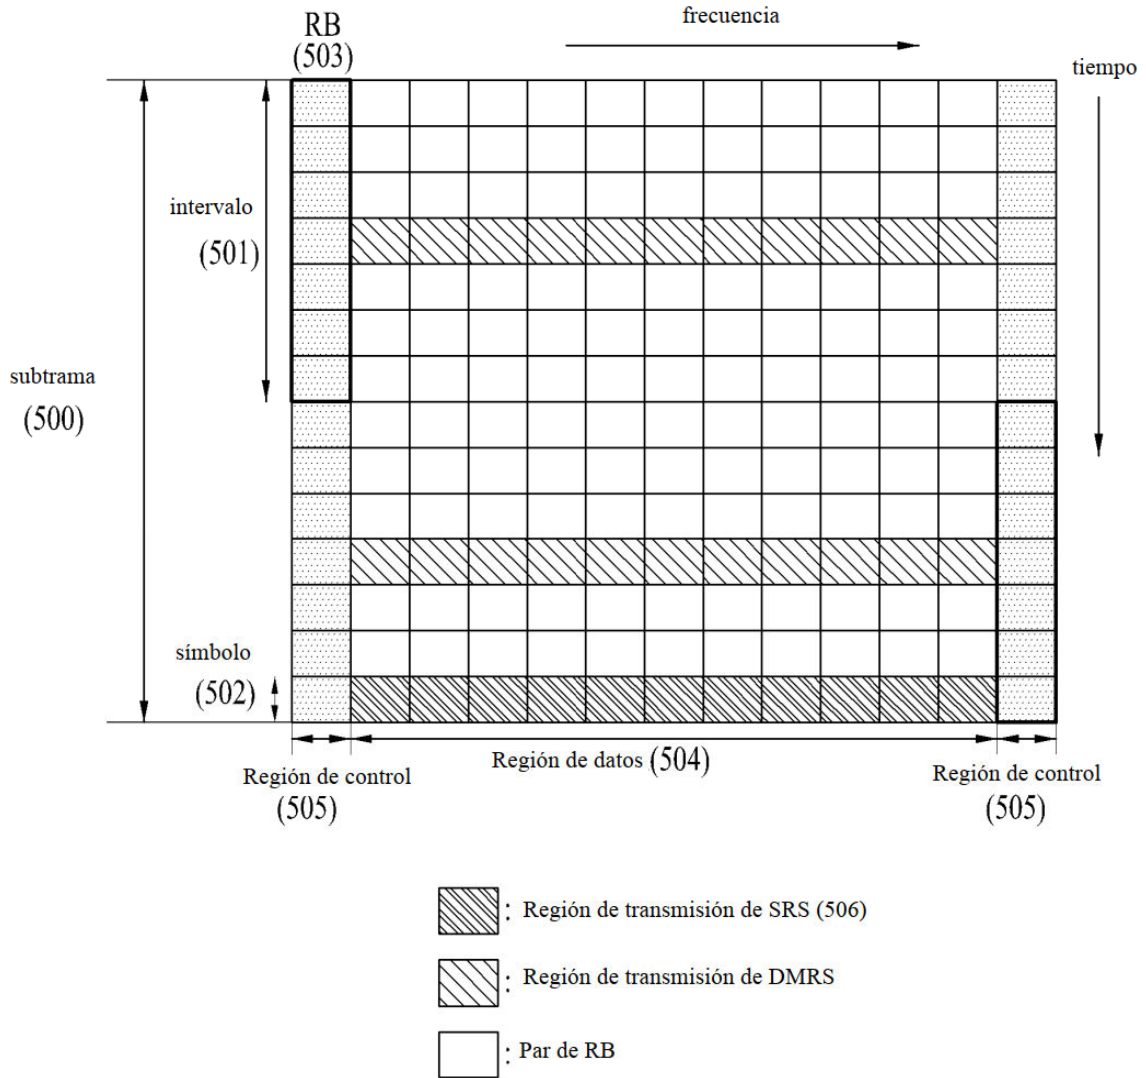 RB
(503)
frecuencia
tiempo
intervalo
(501)
subtrama
(500)
símbolo
(502)
Región de datos (504)
Región de control
(505)
Región de control
(505)
: Región de transmisión de SRS (506)
: Región de transmisión de DMRS
: Par de RB